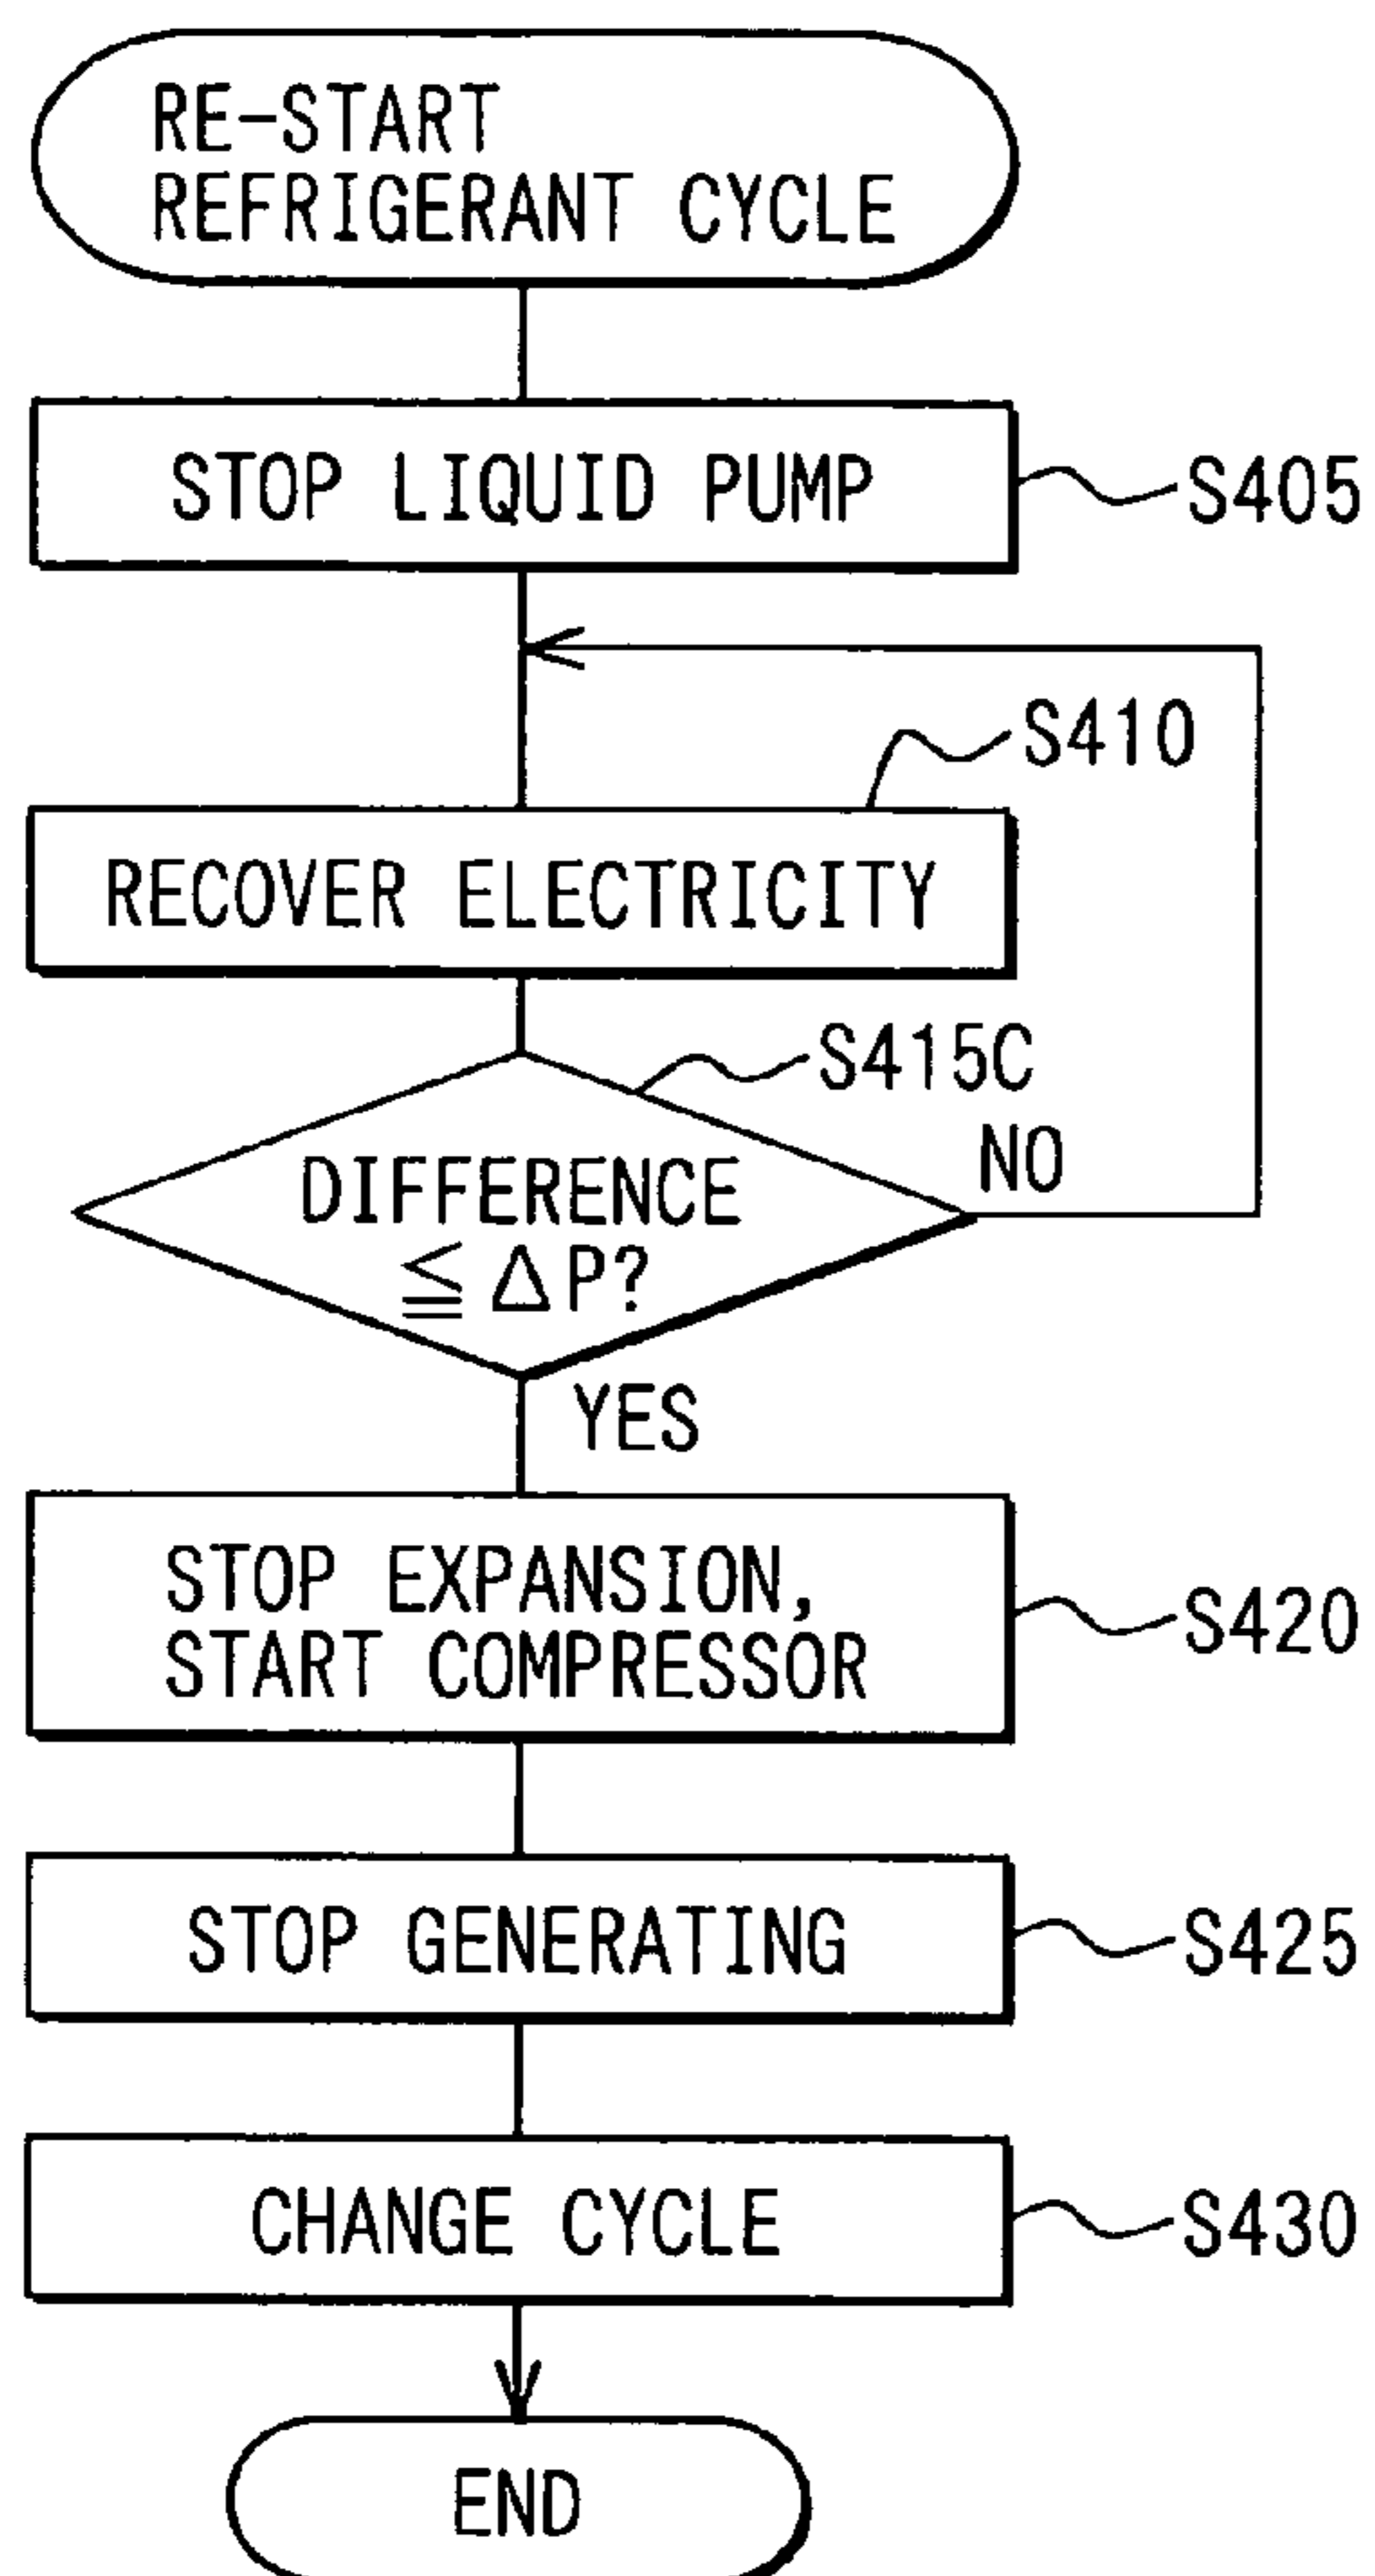 RE-START
REFRIGERANT CYCLE
STOP LIQUID PUMP
S405
S410
RECOVER ELECTRICITY
S415C
NO
DIFFERENCE
≦ ΔP?
YES
STOP EXPANSION,
START COMPRESSOR
S420
STOP GENERATING
S425
CHANGE CYCLE
S430
END